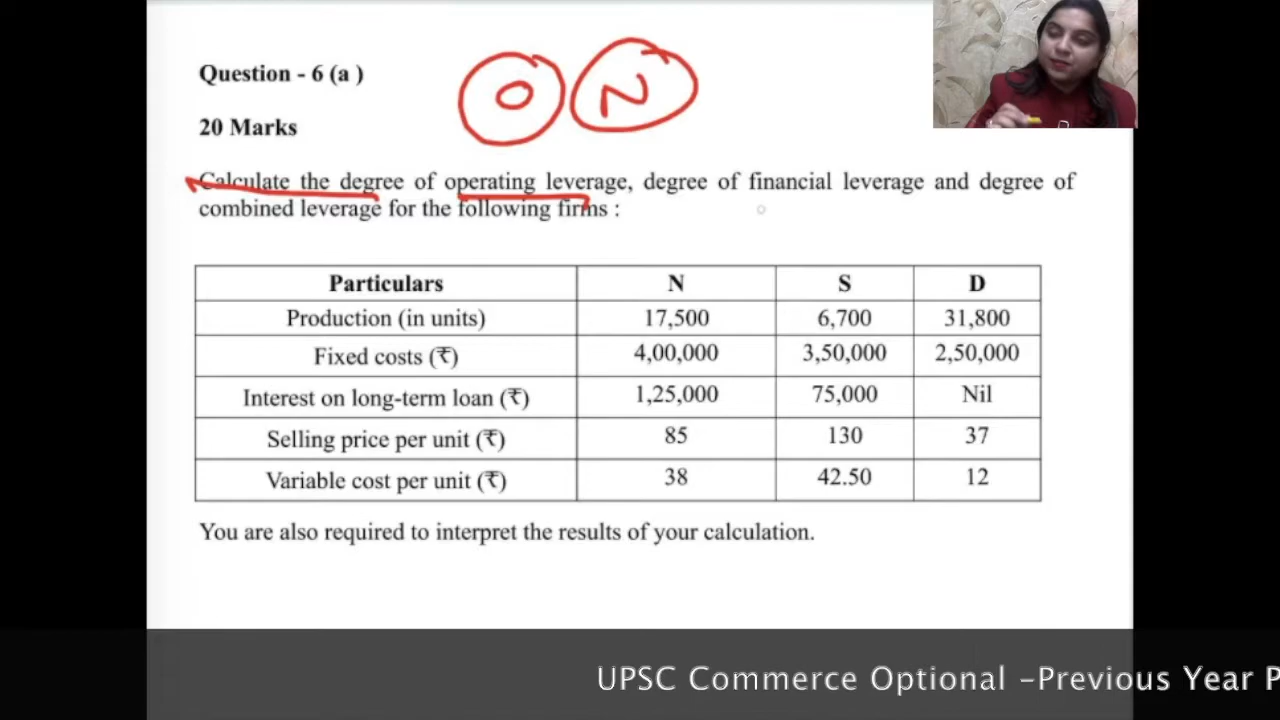 Question - 6 (a )
O N
20 Marks
Calculate the degree of operating leverage, degree of financial leverage and degree of
combined leverage for the following firms :
Particulars N S D
Production (in units) 17,500 6,700 31,800
Fixed costs (₹) 4,00,000 3,50,000 2,50,000
Interest on long-term loan (₹) 1,25,000 75,000 Nil
Selling price per unit (₹) 85 130 37
Variable cost per unit (₹) 38 42.50 12
You are also required to interpret the results of your calculation.
UPSC Commerce Optional –Previous Year P